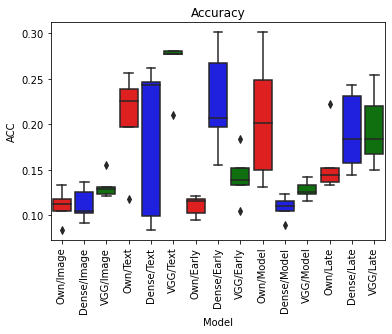 Accuracy
ACC
0.30
0.25
0.20
0.15
0.10
Own/Image
Dense/Image
VGG/Image
Own/Text
Dense/Text
VGG/Text
Own/Early
Dense/Early
VGG/Early
Own/Model
Dense/Model
VGG/Model
Own/Late
Dense/Late
VGG/Late
Model